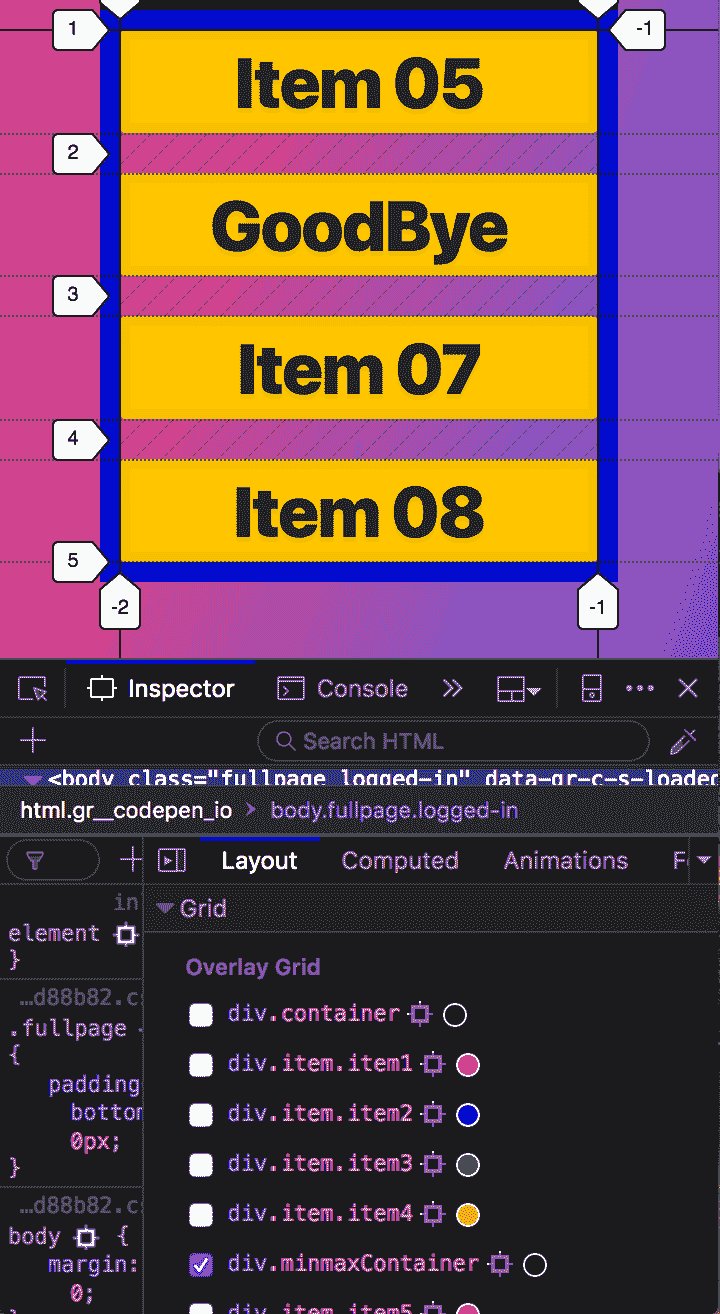 1
-1
Item 05
2
GoodBye
3
Item 07
4
Item 08
5
-2
-1
Inspector
Console
Search HTML
<body class="fullpage logged-in" data-gr-c-s-loaded
html.gr__codepen_io > body.fullpage.logged-in
Layout
Computed
Animations
F
in
element
}
…d88b82.c
.fullpage
{
padding
bottom
0px;
}
…d88b82.c
body {
margin:
0;
Grid
Overlay Grid
div.container
div.item.item1
div.item.item2
div.item.item3
div.item.item4
div.minmaxContainer
div.item.item5